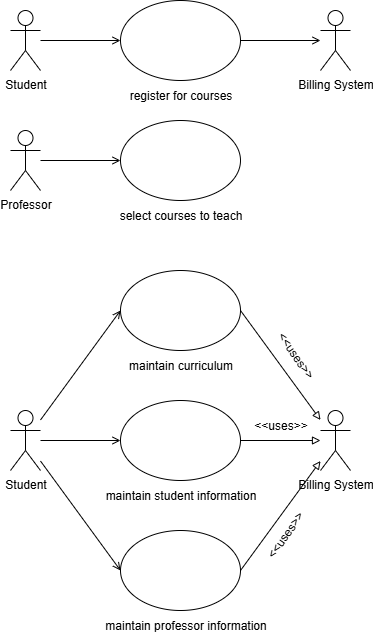 Student
Billing System
register for courses
Professor
select courses to teach
maintain curriculum
<<uses>>
<<uses>>
Student
Billing System
maintain student information
<<uses>>
maintain professor information